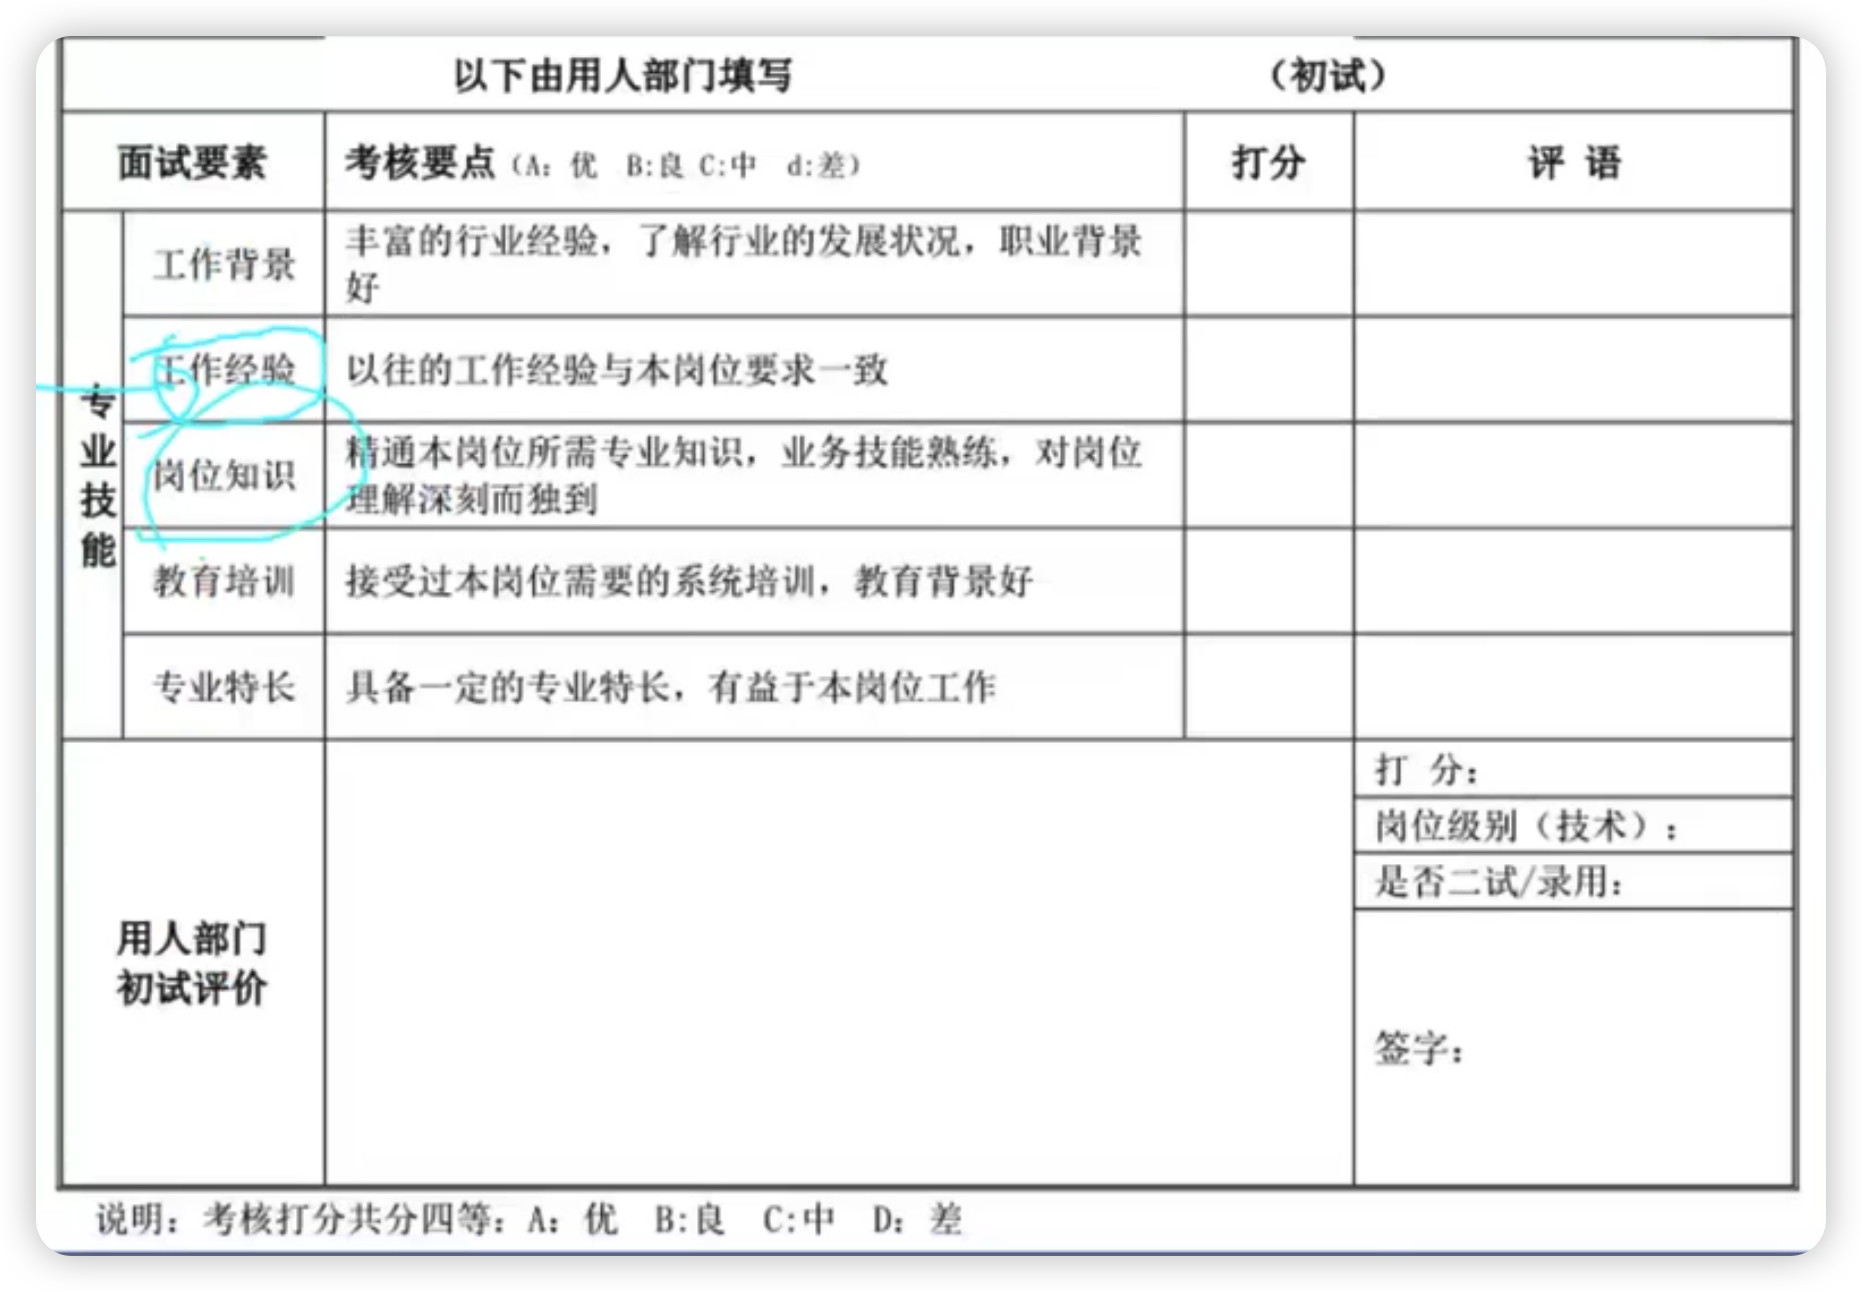 以下由用人部门填写 （初试）
面试要素 考核要点（A：优 B:良 C:中 d:差） 打分 评 语
专业技能
工作背景 丰富的行业经验，了解行业的发展状况，职业背景
好
工作经验 以往的工作经验与本岗位要求一致
岗位知识 精通本岗位所需专业知识，业务技能熟练，对岗位
理解深刻而独到
教育培训 接受过本岗位需要的系统培训，教育背景好
专业特长 具备一定的专业特长，有益于本岗位工作
用人部门
初试评价
打 分：
岗位级别（技术）：
是否二试/录用：
签字：
说明：考核打分共分四等：A：优 B:良 C:中 D：差